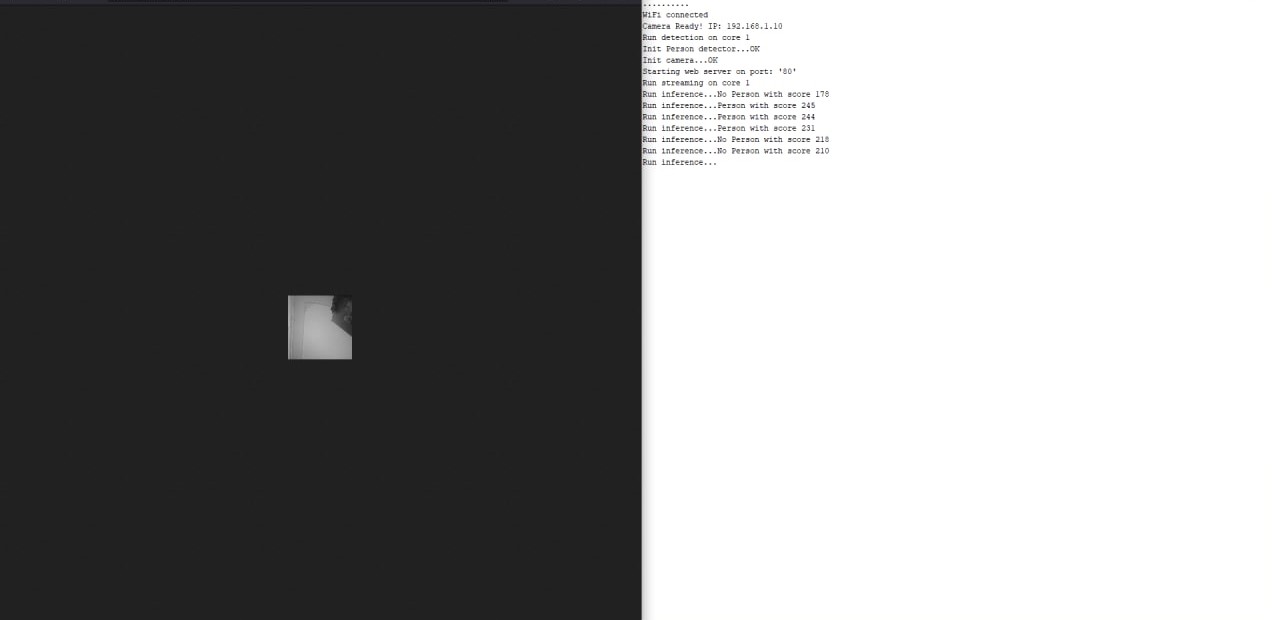 ..........
WiFi connected
Camera Ready! IP: 192.168.1.10
Run detection on core 1
Init Person detector...OK
Init camera...OK
Starting web server on port: '80'
Run streaming on core 1
Run inference...No Person with score 178
Run inference...Person with score 245
Run inference...Person with score 244
Run inference...Person with score 231
Run inference...No Person with score 218
Run inference...No Person with score 210
Run inference...